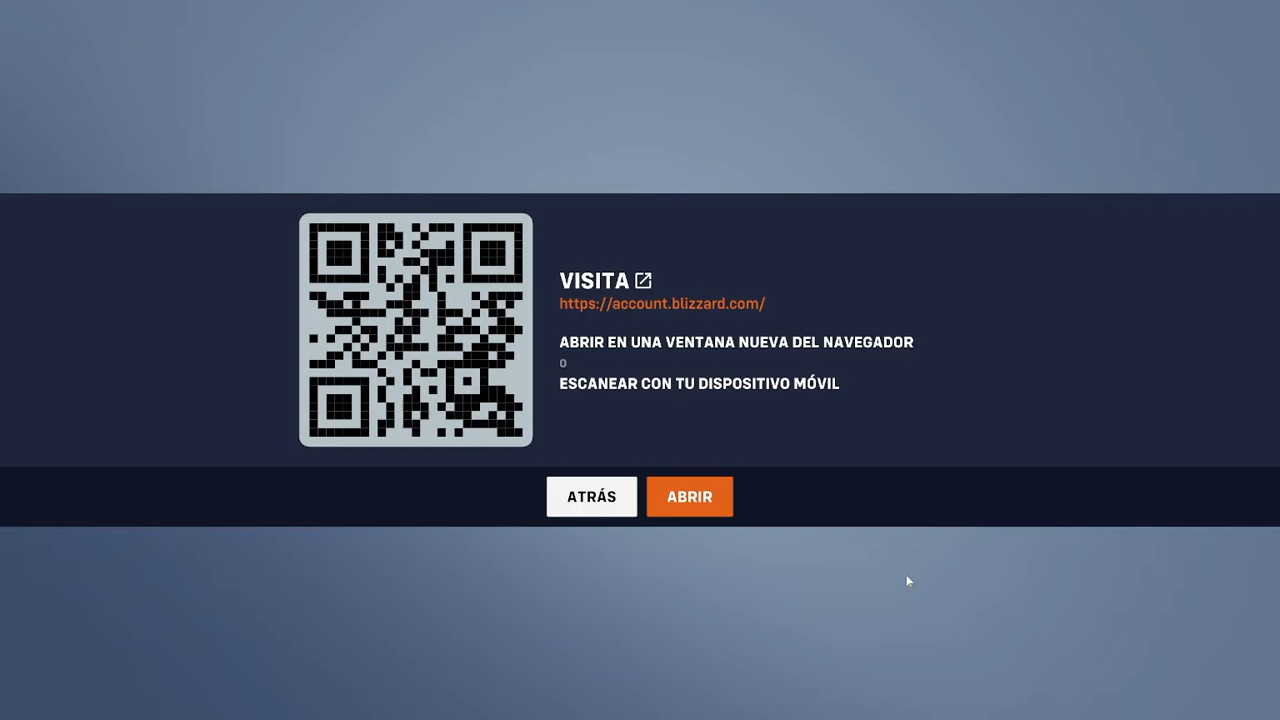 VISITA
https://account.blizzard.com/
ABRIR EN UNA VENTANA NUEVA DEL NAVEGADOR
O
ESCANEAR CON TU DISPOSITIVO MÓVIL
ATRÁS
ABRIR